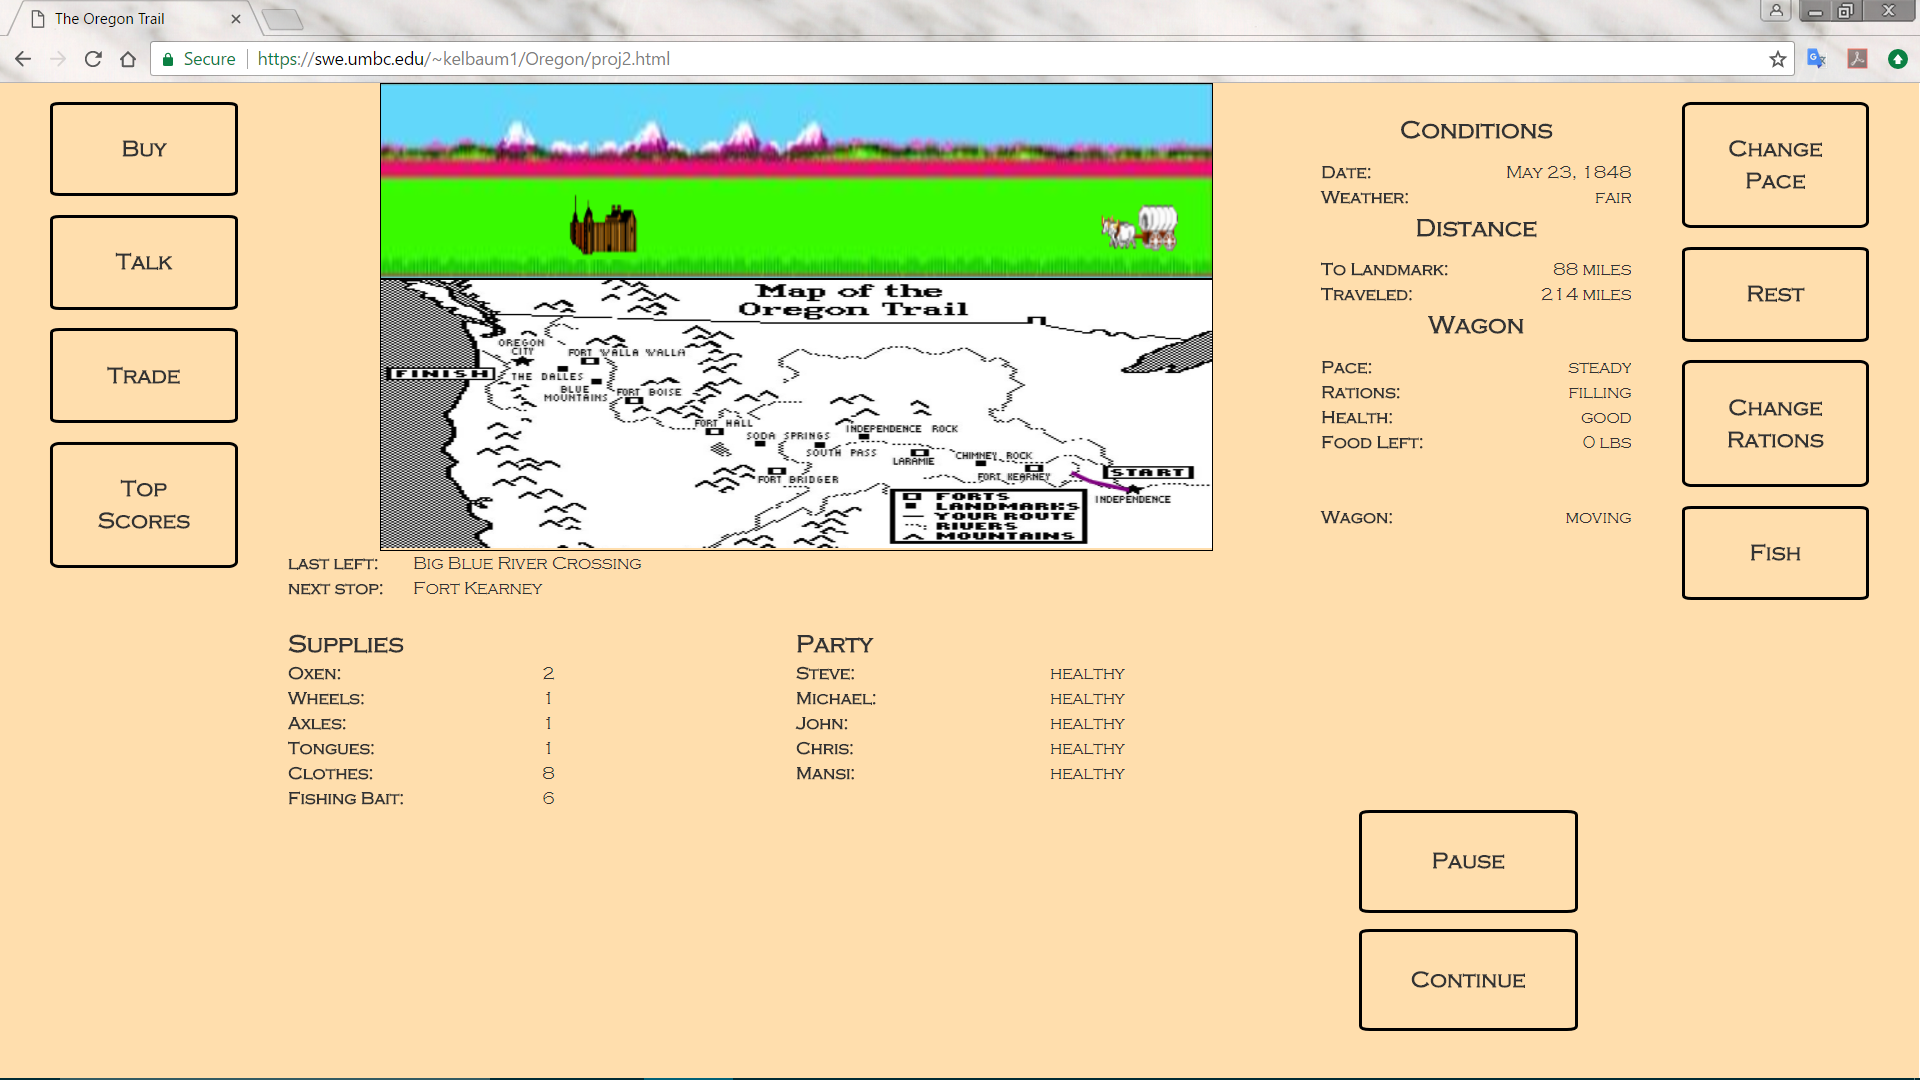 The Oregon Trail
Secure
https://swe.umbc.edu/~kelbaum1/Oregon/proj2.html
Buy
Talk
Trade
Top
Scores
Map of the
Oregon Trail
OREGON
CITY
FORT WALLA WALLA
FINISH
THE DALLES
BLUE
MOUNTAINS
FORT BOISE
FORT HALL
SODA SPRINGS
INDEPENDENCE ROCK
SOUTH PASS
LARAMIE
CHIMNEY ROCK
FORT KEARNEY
START
FORT BRIDGER
INDEPENDENCE
FORTS
LANDMARKS
YOUR ROUTE
RIVERS
MOUNTAINS
last left: Big Blue River Crossing
next stop: Fort Kearney
Supplies
Oxen: 2
Wheels: 1
Axles: 1
Tongues: 1
Clothes: 8
Fishing Bait: 6
Party
Steve: healthy
Michael: healthy
John: healthy
Chris: healthy
Mansi: healthy
Conditions
Date: May 23, 1848
Weather: fair
Distance
To Landmark: 88 miles
Traveled: 214 miles
Wagon
Pace: steady
Rations: filling
Health: good
Food Left: 0 lbs
Wagon: moving
Change
Pace
Rest
Change
Rations
Fish
Pause
Continue